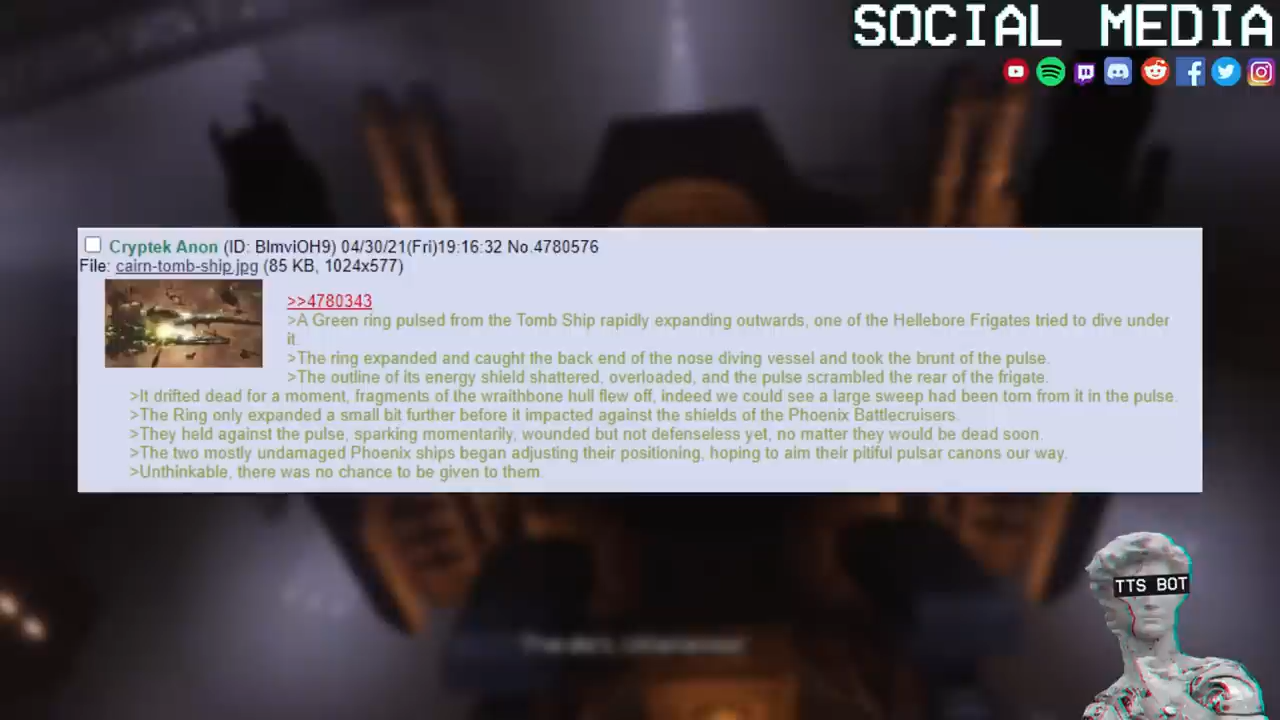 SOCIAL MEDIA
Cryptek Anon (ID: BlmviOH9) 04/30/21(Fri)19:16:32 No.4780576
File: cairn-tomb-ship.jpg (85 KB, 1024x577)
>>4780343
>A Green ring pulsed from the Tomb Ship rapidly expanding outwards, one of the Hellebore Frigates tried to dive under
it.
>The ring expanded and caught the back end of the nose diving vessel and took the brunt of the pulse.
>The outline of its energy shield shattered, overloaded, and the pulse scrambled the rear of the frigate.
>It drifted dead for a moment, fragments of the wraithbone hull flew off, indeed we could see a large sweep had been torn from it in the pulse.
>The Ring only expanded a small bit further before it impacted against the shields of the Phoenix Battlecruisers.
>They held against the pulse, sparking momentarily, wounded but not defenseless yet, no matter they would be dead soon.
>The two mostly undamaged Phoenix ships began adjusting their positioning, hoping to aim their pitiful pulsar canons our way.
>Unthinkable, there was no chance to be given to them.
TTS BOT